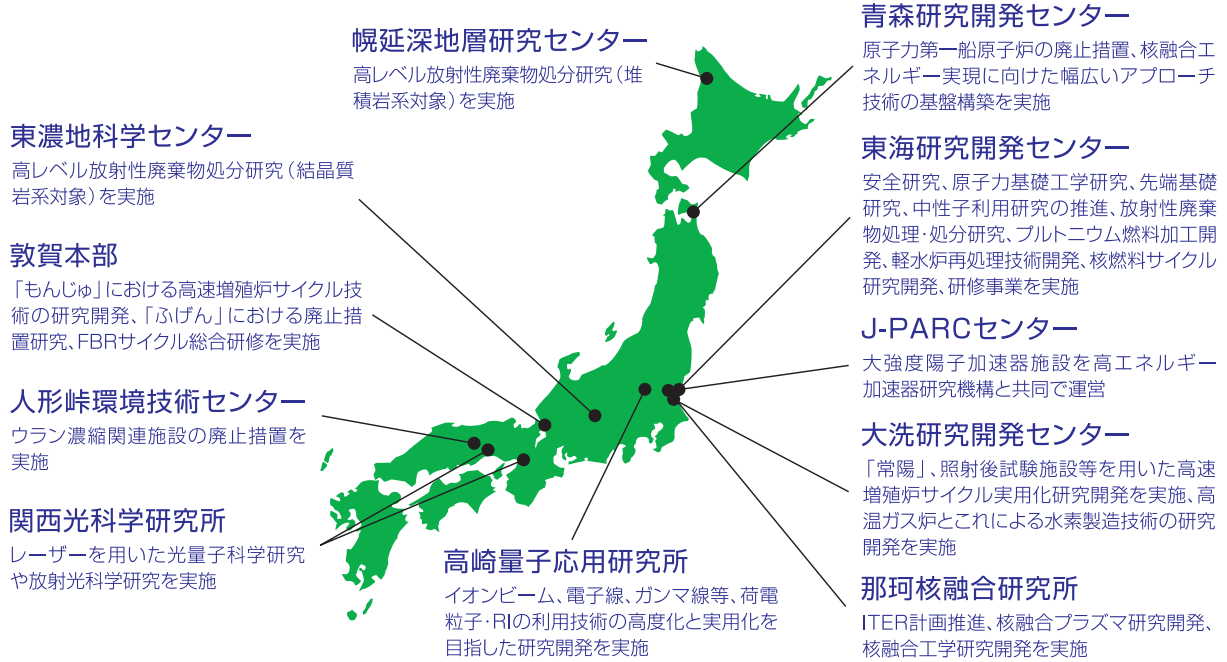 幌延深地層研究センター
高レベル放射性廃棄物処分研究（堆
積岩系対象）を実施
東濃地科学センター
高レベル放射性廃棄物処分研究（結晶質
岩系対象）を実施
敦賀本部
「もんじゅ」における高速増殖炉サイクル技
術の研究開発、「ふげん」における廃止措
置研究、FBRサイクル総合研修を実施
人形峠環境技術センター
ウラン濃縮関連施設の廃止措置を
実施
関西光科学研究所
レーザーを用いた光量子科学研究
や放射光科学研究を実施
高崎量子応用研究所
イオンビーム、電子線、ガンマ線等、荷電
粒子・RIの利用技術の高度化と実用化を
目指した研究開発を実施
青森研究開発センター
原子力第一船原子炉の廃止措置、核融合エ
ネルギー実現に向けた幅広いアプローチ
技術の基盤構築を実施
東海研究開発センター
安全研究、原子力基礎工学研究、先端基礎
研究、中性子利用研究の推進、放射性廃棄
物処理・処分研究、プルトニウム燃料加工開
発、軽水炉再処理技術開発、核燃料サイクル
研究開発、研修事業を実施
J-PARCセンター
大強度陽子加速器施設を高エネルギー
加速器研究機構と共同で運営
大洗研究開発センター
「常陽」、照射後試験施設等を用いた高速
増殖炉サイクル実用化研究開発を実施、高
温ガス炉とこれによる水素製造技術の研究
開発を実施
那珂核融合研究所
ITER計画推進、核融合プラズマ研究開発、
核融合工学研究開発を実施